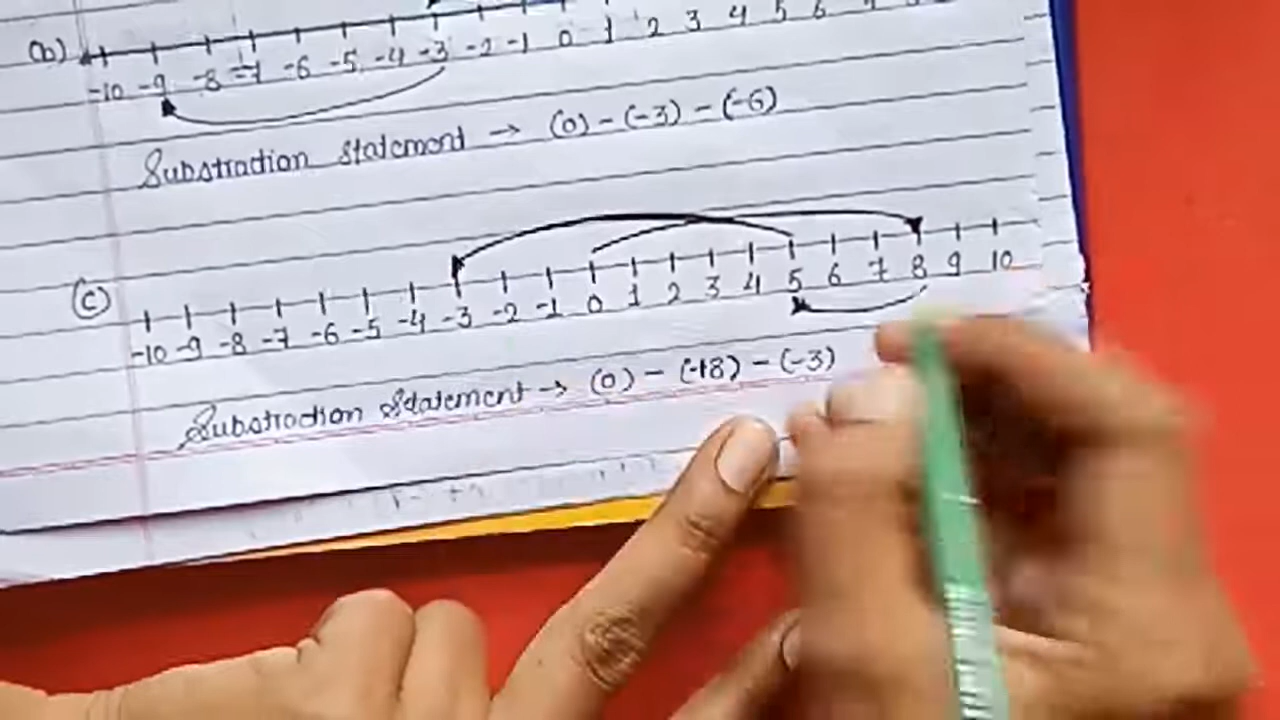 (b)
-10 -9 -8 -7 -6 -5 -4 -3 -2 -1 0 1 2 3 4 5 6
Substraction statement → (0) - (-3) - (-6)
(c)
-10 -9 -8 -7 -6 -5 -4 -3 -2 -1 0 1 2 3 4 5 6 7 8 9 10
Substraction Statement → (0) - (+8) - (-3)